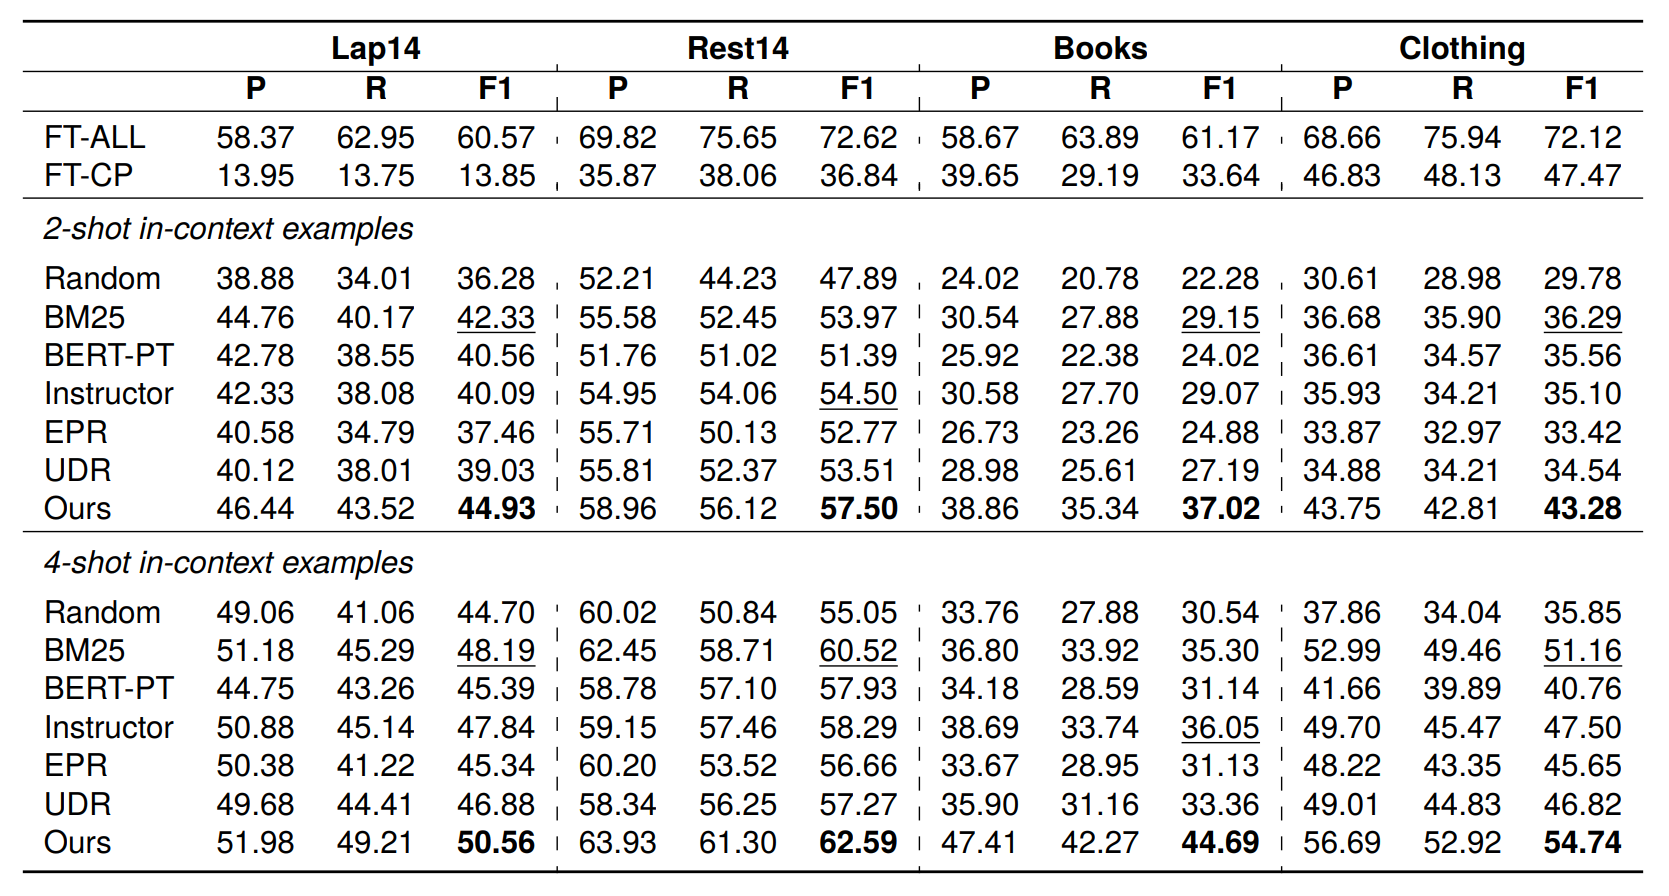 Lap14 Rest14 Books Clothing
P R F1 P R F1 P R F1 P R F1
FT-ALL 58.37 62.95 60.57 69.82 75.65 72.62 58.67 63.89 61.17 68.66 75.94 72.12
FT-CP 13.95 13.75 13.85 35.87 38.06 36.84 39.65 29.19 33.64 46.83 48.13 47.47
2-shot in-context examples
Random 38.88 34.01 36.28 52.21 44.23 47.89 24.02 20.78 22.28 30.61 28.98 29.78
BM25 44.76 40.17 42.33 55.58 52.45 53.97 30.54 27.88 29.15 36.68 35.90 36.29
BERT-PT 42.78 38.55 40.56 51.76 51.02 51.39 25.92 22.38 24.02 36.61 34.57 35.56
Instructor 42.33 38.08 40.09 54.95 54.06 54.50 30.58 27.70 29.07 35.93 34.21 35.10
EPR 40.58 34.79 37.46 55.71 50.13 52.77 26.73 23.26 24.88 33.87 32.97 33.42
UDR 40.12 38.01 39.03 55.81 52.37 53.51 28.98 25.61 27.19 34.88 34.21 34.54
Ours 46.44 43.52 44.93 58.96 56.12 57.50 38.86 35.34 37.02 43.75 42.81 43.28
4-shot in-context examples
Random 49.06 41.06 44.70 60.02 50.84 55.05 33.76 27.88 30.54 37.86 34.04 35.85
BM25 51.18 45.29 48.19 62.45 58.71 60.52 36.80 33.92 35.30 52.99 49.46 51.16
BERT-PT 44.75 43.26 45.39 58.78 57.10 57.93 34.18 28.59 31.14 41.66 39.89 40.76
Instructor 50.88 45.14 47.84 59.15 57.46 58.29 38.69 33.74 36.05 49.70 45.47 47.50
EPR 50.38 41.22 45.34 60.20 53.52 56.66 33.67 28.95 31.13 48.22 43.35 45.65
UDR 49.68 44.41 46.88 58.34 56.25 57.27 35.90 31.16 33.36 49.01 44.83 46.82
Ours 51.98 49.21 50.56 63.93 61.30 62.59 47.41 42.27 44.69 56.69 52.92 54.74